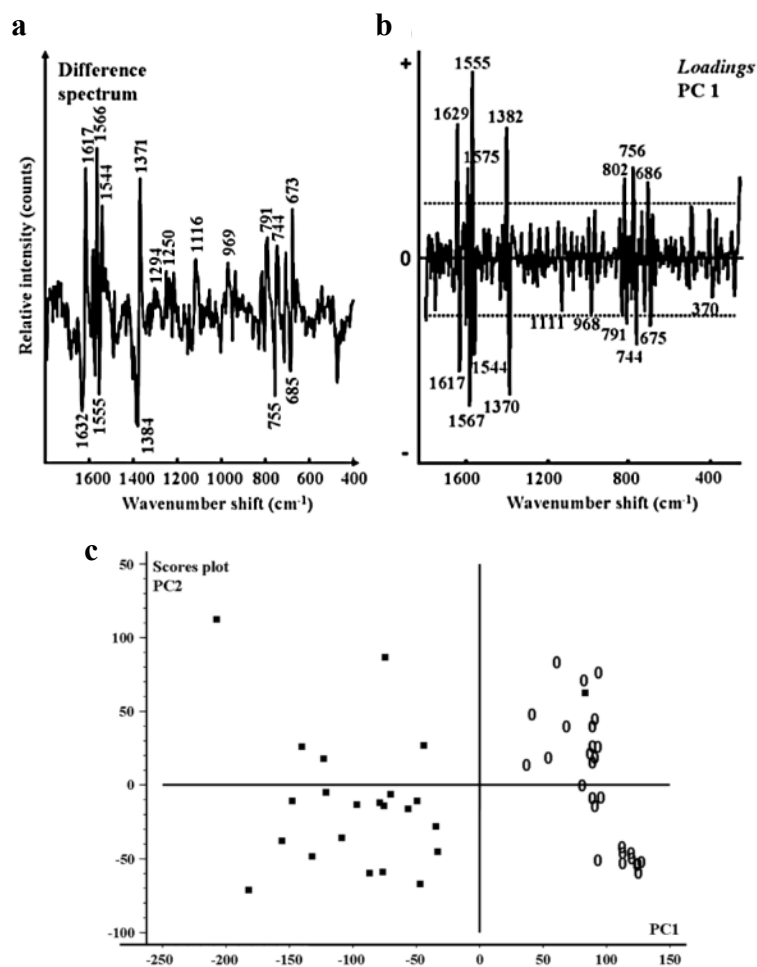 a
Difference
spectrum
Relative intensity (counts)
1632
1617
1566
1555
1544
1384
1371
1294
1250
1116
969
791
755
744
685
673
1600 1400 1200 1000 800 600 400
Wavenumber shift (cm-1)
b
+
0
-
Loadings
PC 1
1555
1629
1575
1382
756
802
686
370
1111 968
791
675
744
1617
1544
1370
1567
1600 1200 800 400
Wavenumber shift (cm-1)
c
Scores plot
PC2
50
100
50
0
-50
-100
PC1
-250 -200 -150 -100 -50 0 50 100 150